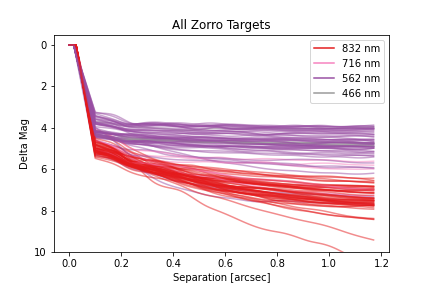 All Zorro Targets
0
2
4
6
8
10
Delta Mag
832 nm
716 nm
562 nm
466 nm
0.0 0.2 0.4 0.6 0.8 1.0 1.2
Separation [arcsec]